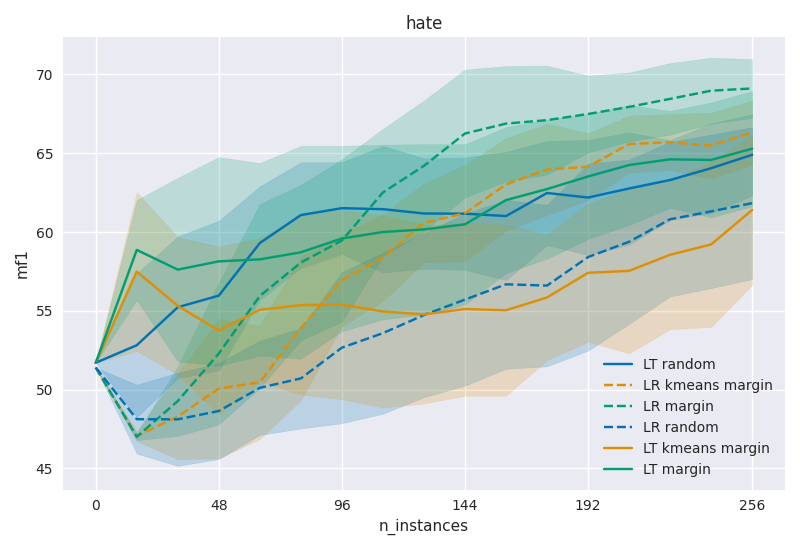 hate
mf1
70
65
60
55
50
45
LT random
LR kmeans margin
LR margin
LR random
LT kmeans margin
LT margin
0 48 96 144 192 256
n_instances